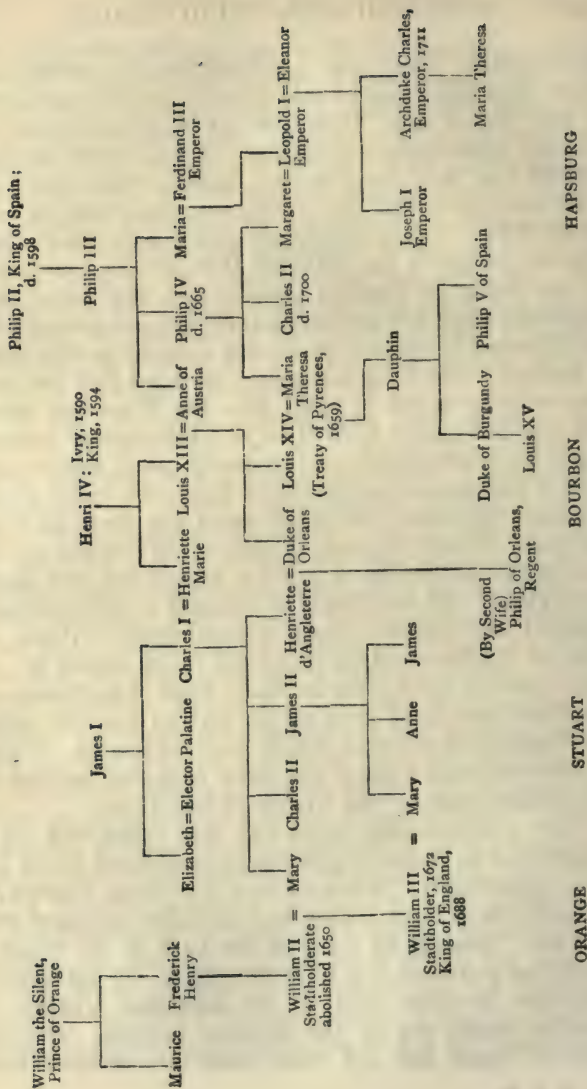 William the Silent,
Prince of Orange
James I
Henri IV: Ivry, 1590
King, 1594
Philip II, King of Spain;
d. 1598
Philip III
Maurice
Frederick
Henry
Elizabeth = Elector Palatine
Charles I = Henriette
Marie
Louis XIII = Anne of
Austria
Philip IV
d. 1665
Maria = Ferdinand III
Emperor
William II
Stadtholderate
abolished 1650
=
Mary
Charles II
James II
Henriette = Duke of
d'Angleterre
Orleans
Louis XIV = Maria
Theresa
(Treaty of Pyrenees,
1659)
Charles II
d. 1700
Margaret = Leopold I = Eleanor
Emperor
William III
Stadtholder, 1672
King of England,
1688
=
Mary
Anne
James
(By Second
Wife)
Philip of Orleans,
Regent
Dauphin
Duke of Burgundy
Philip V of Spain
Louis XV
Joseph I
Emperor
Archduke Charles,
Emperor, 1711
Maria Theresa
ORANGE
STUART
BOURBON
HAPSBURG